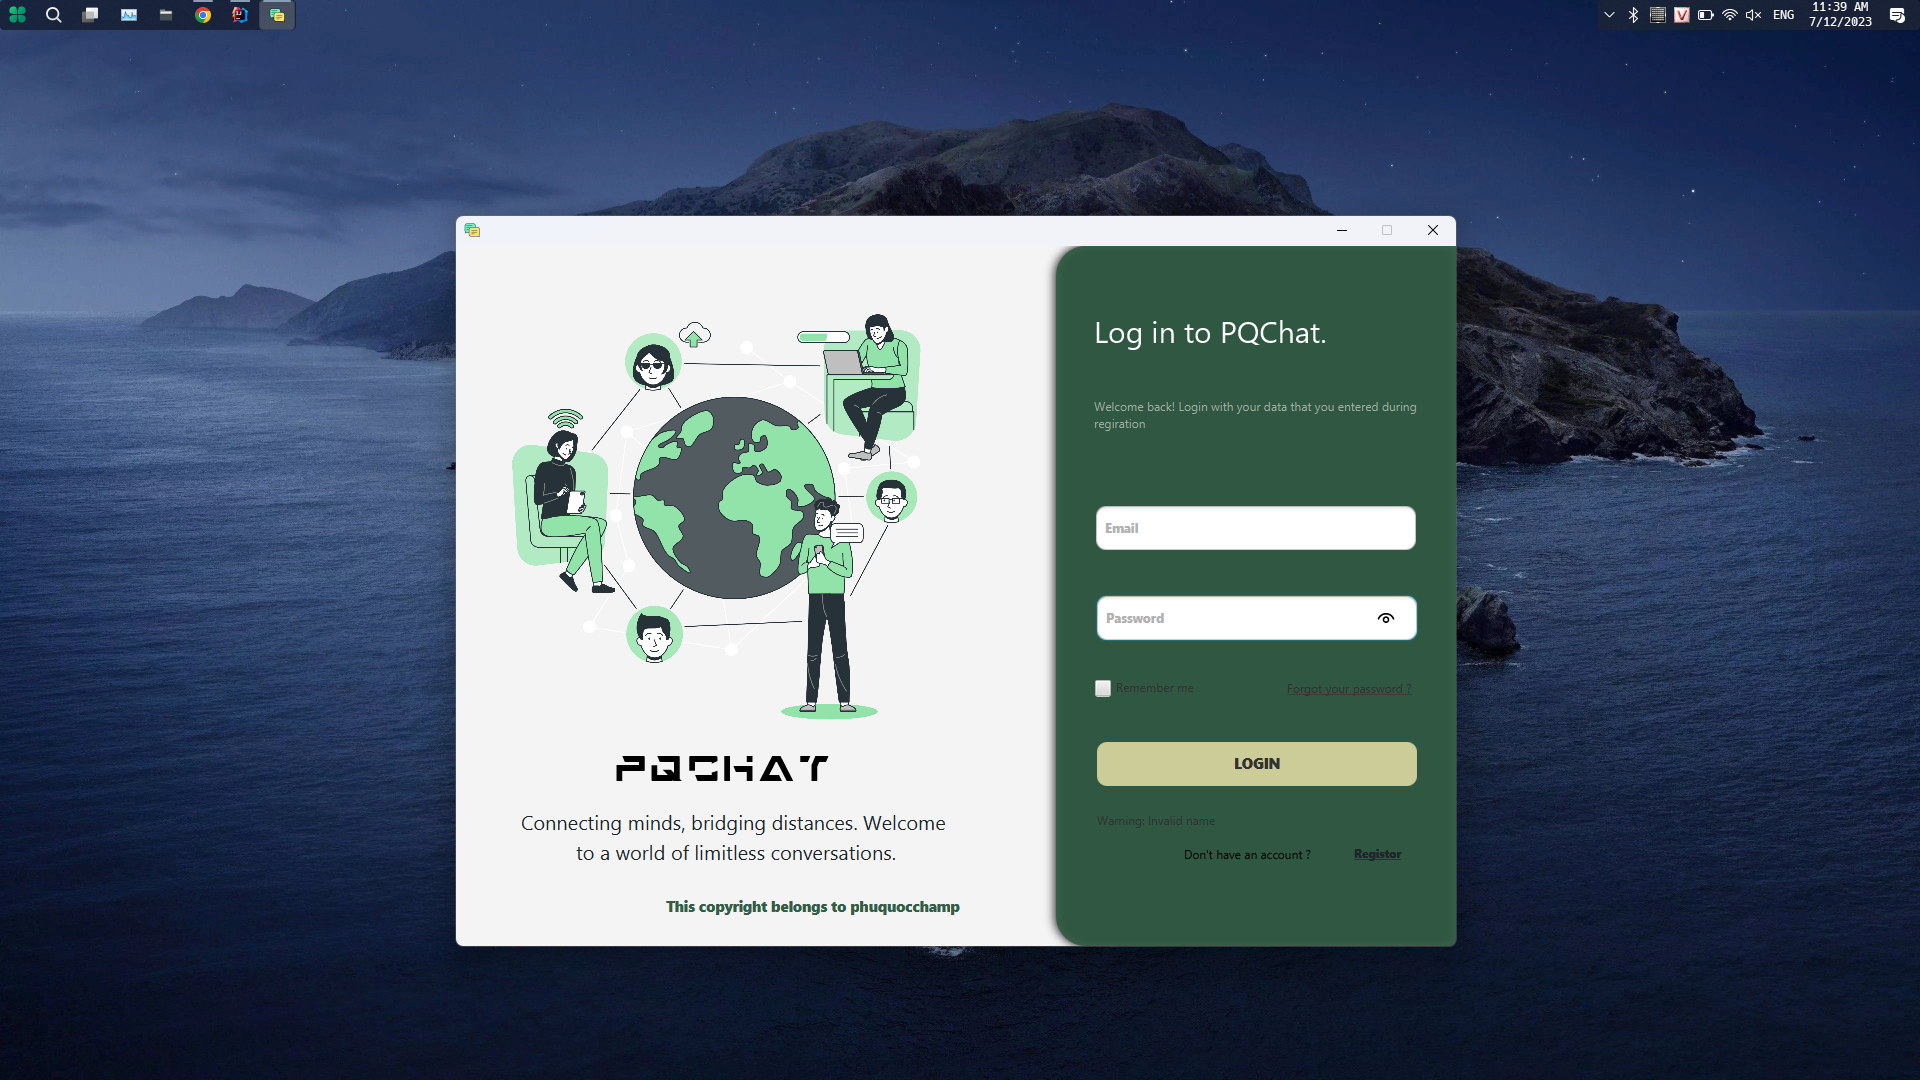 ENG
11:39 AM
7/12/2023
Log in to PQChat.
Welcome back! Login with your data that you entered during
regiration
Email
Password
Remember me
Forgot your password ?
LOGIN
Warning: Invalid name
Don't have an account ?
Registor
PQCHAT
Connecting minds, bridging distances. Welcome
to a world of limitless conversations.
This copyright belongs to phuquocchamp